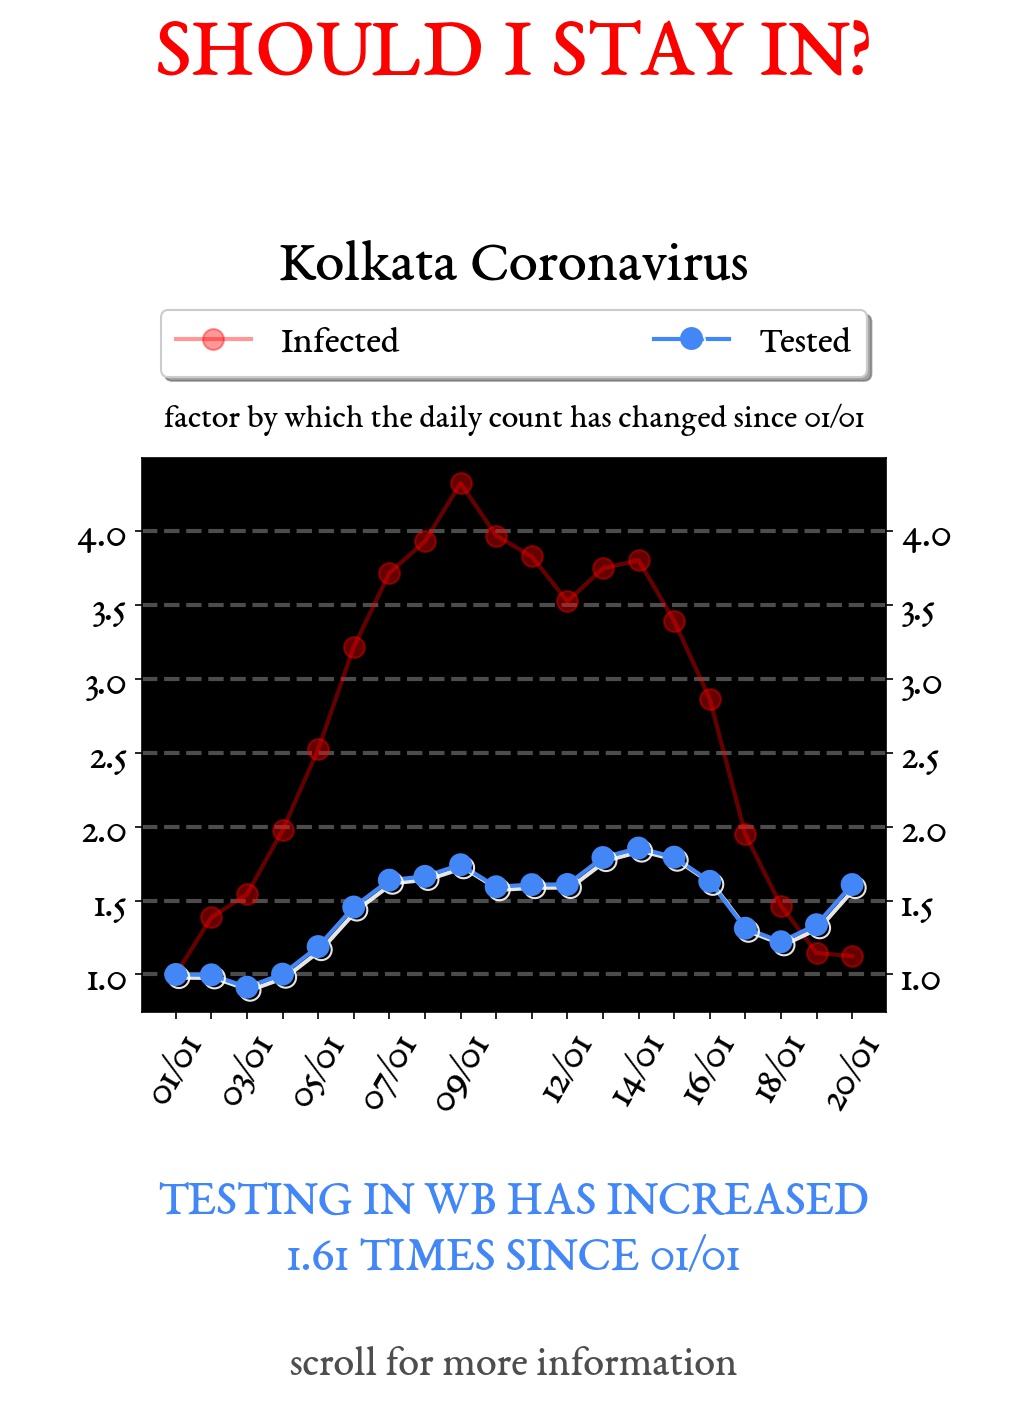 SHOULD I STAY IN?
Kolkata Coronavirus
Infected Tested
factor by which the daily count has changed since 01/01
4.0 4.0
3.5 3.5
3.0 3.0
2.5 2.5
2.0 2.0
1.5 1.5
1.0 1.0
01/01 03/01 05/01 07/01 09/01 12/01 14/01 16/01 18/01 20/01
TESTING IN WB HAS INCREASED
1.61 TIMES SINCE 01/01
scroll for more information